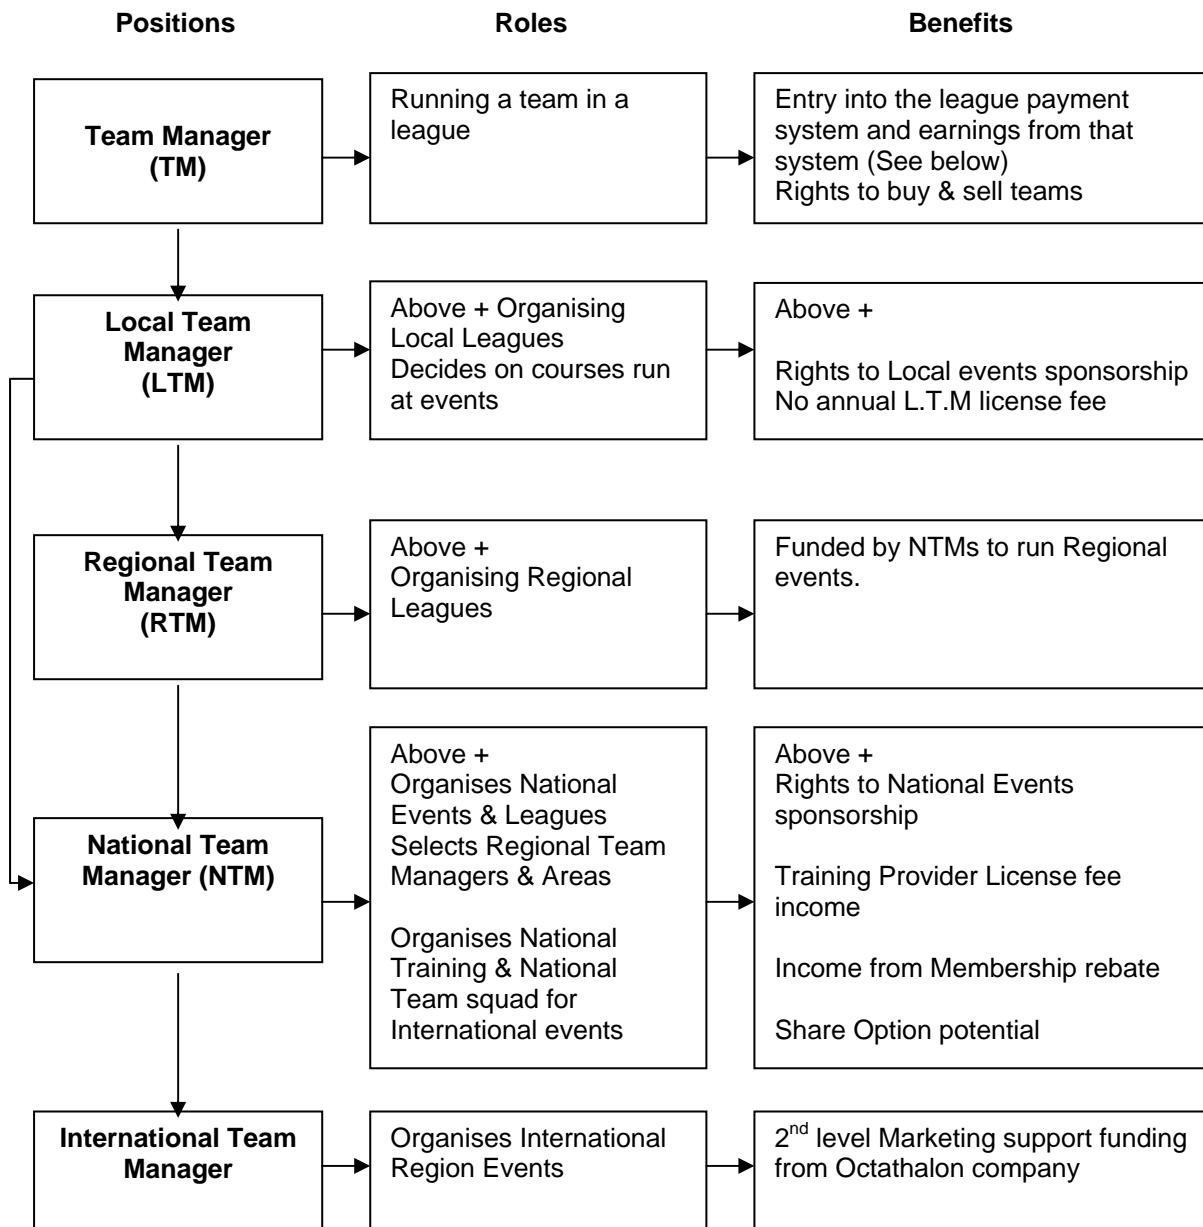 Positions
Roles
Benefits
Team Manager
(TM)
Running a team in a
league
Entry into the league payment
system and earnings from that
system (See below)
Rights to buy & sell teams
Local Team
Manager
(LTM)
Above + Organising
Local Leagues
Decides on courses run
at events
Above +
Rights to Local events sponsorship
No annual L.T.M license fee
Regional Team
Manager
(RTM)
Above +
Organising Regional
Leagues
Funded by NTMs to run Regional
events.
National Team
Manager (NTM)
Above +
Organises National
Events & Leagues
Selects Regional Team
Managers & Areas
Organises National
Training & National
Team squad for
International events
Above +
Rights to National Events
sponsorship
Training Provider License fee
income
Income from Membership rebate
Share Option potential
International Team
Manager
Organises International
Region Events
2nd level Marketing support funding
from Octathalon company